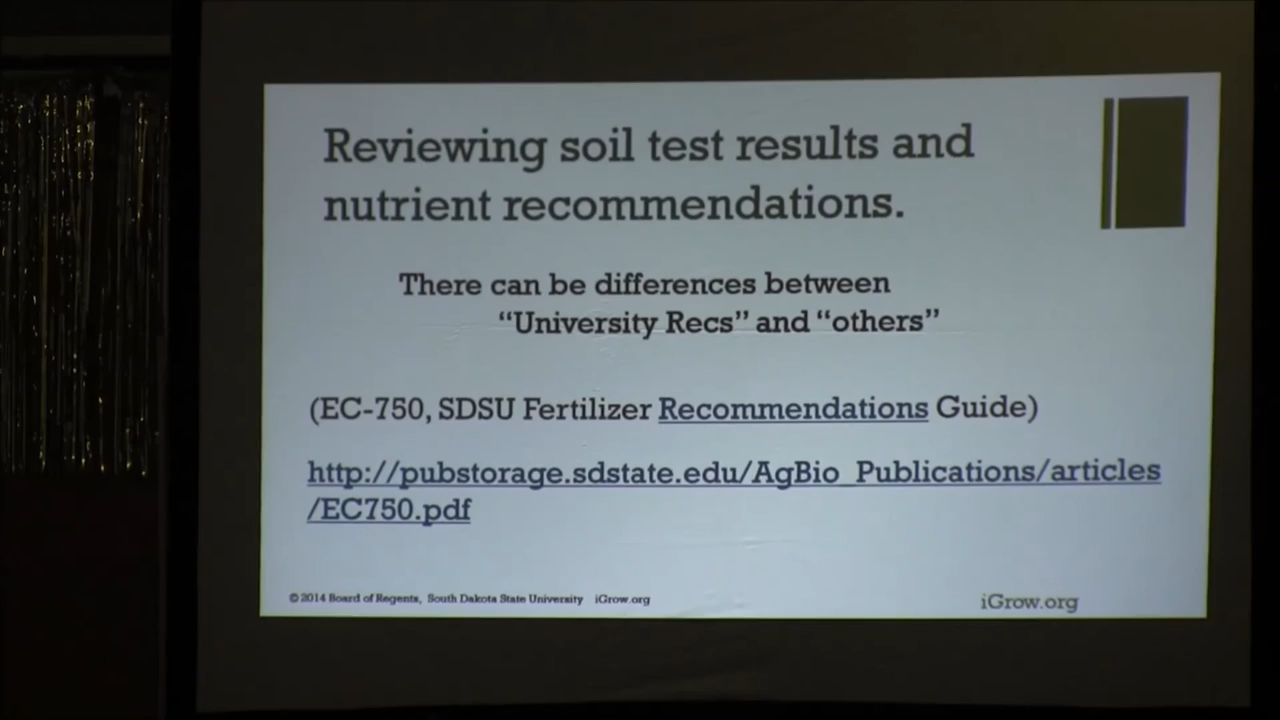 Reviewing soil test results and
nutrient recommendations.
There can be differences between
“University Recs” and “others”
(EC-750, SDSU Fertilizer Recommendations Guide)
http://pubstorage.sdstate.edu/AgBio_Publications/articles
/EC750.pdf
© 2014 Board of Regents, South Dakota State University iGrow.org
iGrow.org